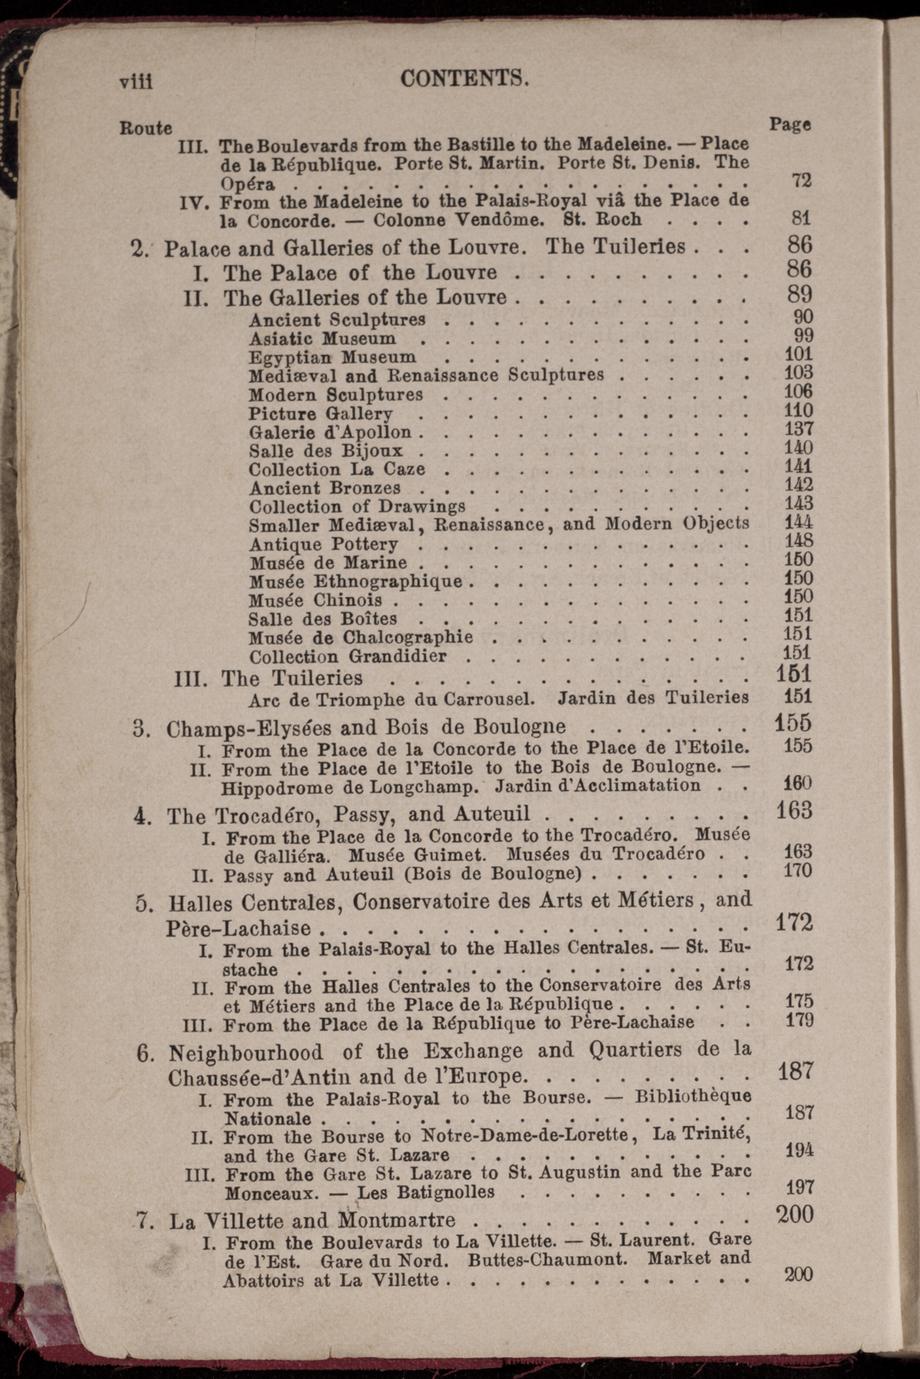 viii CONTENTS.
Route Page
III. The Boulevards from the Bastille to the Madeleine. — Place
de la République. Porte St. Martin. Porte St. Denis. The
Opéra . . . . . . . . . . . . . . . . . . . 72
IV. From the Madeleine to the Palais-Royal viâ the Place de
la Concorde. — Colonne Vendôme. St. Roch . . . . 81
2. Palace and Galleries of the Louvre. The Tuileries . . . 86
I. The Palace of the Louvre . . . . . . . . . . 86
II. The Galleries of the Louvre . . . . . . . . . . 89
Ancient Sculptures . . . . . . . . . . . . . 90
Asiatic Museum . . . . . . . . . . . . . . 99
Egyptian Museum . . . . . . . . . . . . . 101
Mediæval and Renaissance Sculptures . . . . . . 103
Modern Sculptures . . . . . . . . . . . . . 106
Picture Gallery . . . . . . . . . . . . . . 110
Galerie d'Apollon . . . . . . . . . . . . . . 137
Salle des Bijoux . . . . . . . . . . . . . . 140
Collection La Caze . . . . . . . . . . . . . 141
Ancient Bronzes . . . . . . . . . . . . . . 142
Collection of Drawings . . . . . . . . . . . 143
Smaller Mediæval, Renaissance, and Modern Objects 144
Antique Pottery . . . . . . . . . . . . . . 148
Musée de Marine . . . . . . . . . . . . . . 150
Musée Ethnographique . . . . . . . . . . . . 150
Musée Chinois . . . . . . . . . . . . . . . 150
Salle des Boîtes . . . . . . . . . . . . . . 151
Musée de Chalcographie . . . . . . . . . . . 151
Collection Grandidier . . . . . . . . . . . . 151
III. The Tuileries . . . . . . . . . . . . . . . 151
Arc de Triomphe du Carrousel. Jardin des Tuileries 151
3. Champs-Elysées and Bois de Boulogne . . . . . . . 155
I. From the Place de la Concorde to the Place de l'Etoile. 155
II. From the Place de l'Etoile to the Bois de Boulogne. —
Hippodrome de Longchamp. Jardin d'Acclimatation . . 160
4. The Trocadéro, Passy, and Auteuil . . . . . . . . . 163
I. From the Place de la Concorde to the Trocadéro. Musée
de Galliéra. Musée Guimet. Musées du Trocadéro . . 163
II. Passy and Auteuil (Bois de Boulogne) . . . . . . . 170
5. Halles Centrales, Conservatoire des Arts et Métiers, and
Père-Lachaise . . . . . . . . . . . . . . . . . . 172
I. From the Palais-Royal to the Halles Centrales. — St. Eu-
stache . . . . . . . . . . . . . . . . . . . 172
II. From the Halles Centrales to the Conservatoire des Arts
et Métiers and the Place de la République . . . . . . 175
III. From the Place de la République to Père-Lachaise . . 179
6. Neighbourhood of the Exchange and Quartiers de la
Chaussée-d'Antin and de l'Europe. . . . . . . . . . 187
I. From the Palais-Royal to the Bourse. — Bibliothèque
Nationale . . . . . . . . . . . . . . . . . . 187
II. From the Bourse to Notre-Dame-de-Lorette, La Trinité,
and the Gare St. Lazare . . . . . . . . . . . . 194
III. From the Gare St. Lazare to St. Augustin and the Parc
Monceaux. — Les Batignolles . . . . . . . . . . 197
7. La Villette and Montmartre . . . . . . . . . . . . 200
I. From the Boulevards to La Villette. — St. Laurent. Gare
de l'Est. Gare du Nord. Buttes-Chaumont. Market and
Abattoirs at La Villette . . . . . . . . . . . . . 200